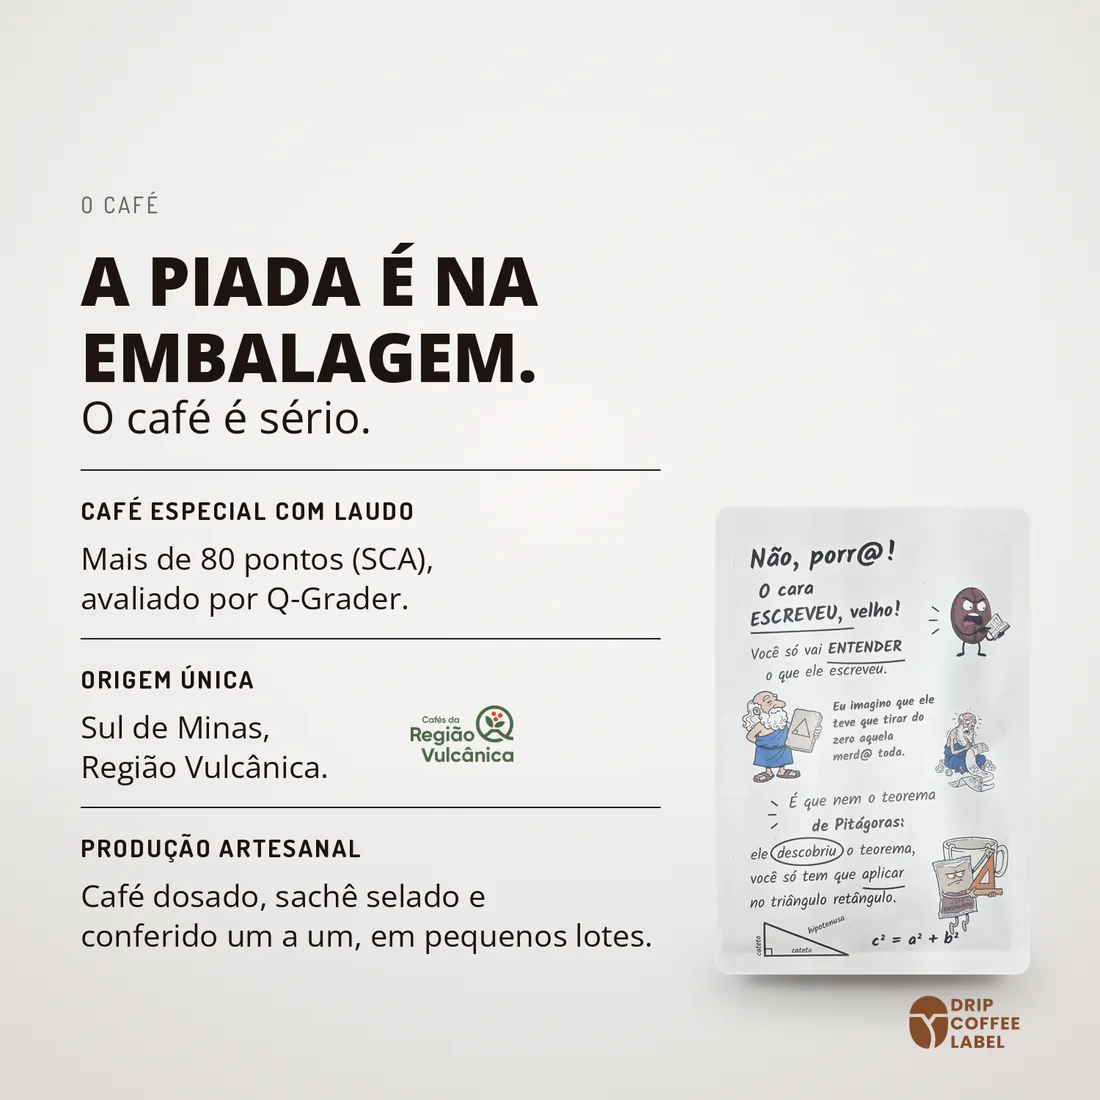 O CAFÉ
A PIADA É NA
EMBALAGEM.
O café é sério.
CAFÉ ESPECIAL COM LAUDO
Mais de 80 pontos (SCA),
avaliado por Q-Grader.
ORIGEM ÚNICA
Sul de Minas,
Região Vulcânica.
Cafés da
Região
Vulcânica
PRODUÇÃO ARTESANAL
Café dosado, sachê selado e
conferido um a um, em pequenos lotes.
Não, porr@!
O cara
ESCREVEU, velho!
Você só vai ENTENDER
o que ele escreveu.
Eu imagino que ele
teve que tirar do
zero aquela
merd@ toda.
É que nem o teorema
de Pitágoras:
ele descobriu o teorema,
você só tem que aplicar
no triângulo retângulo.
cateto
hipotenusa
cateto
c² = a² + b²
DRIP
COFFEE
LABEL